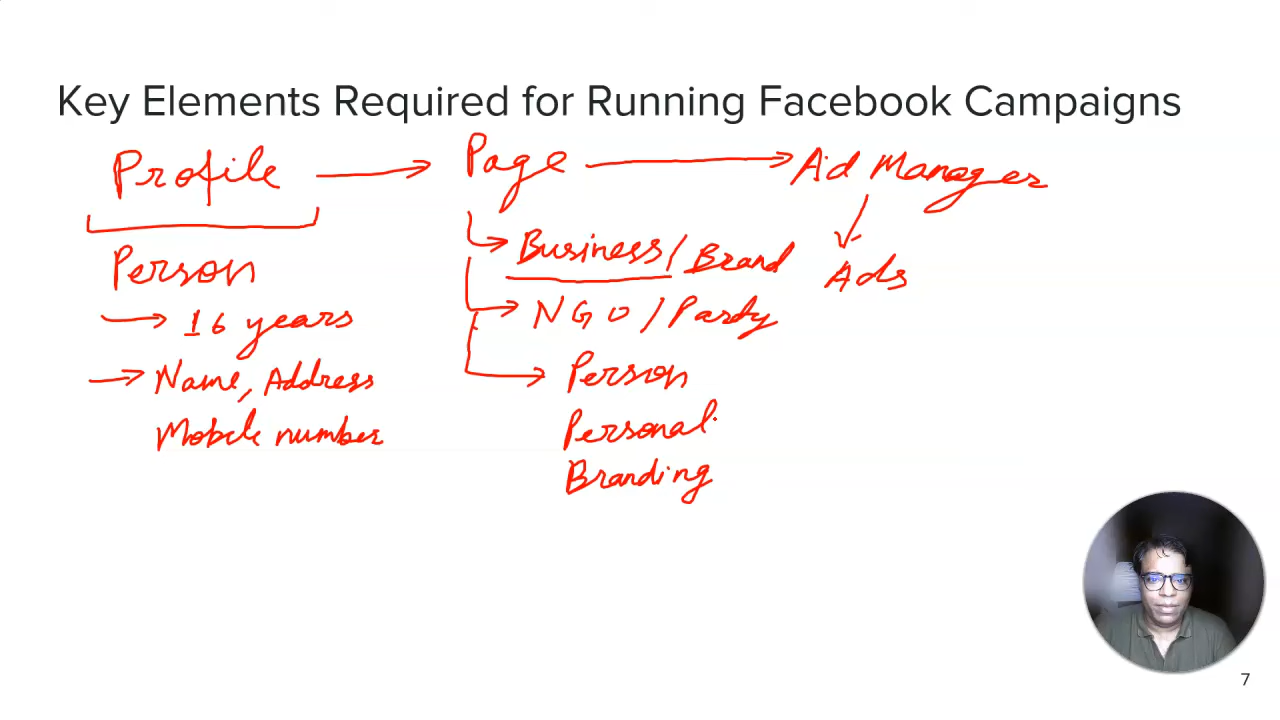 Key Elements Required for Running Facebook Campaigns
Profile
Page
Ad Manager
Person
16 years
Name, Address
Mobile number
Business / Brand
NGO / Party
Person
Personal
Branding
Ads
7